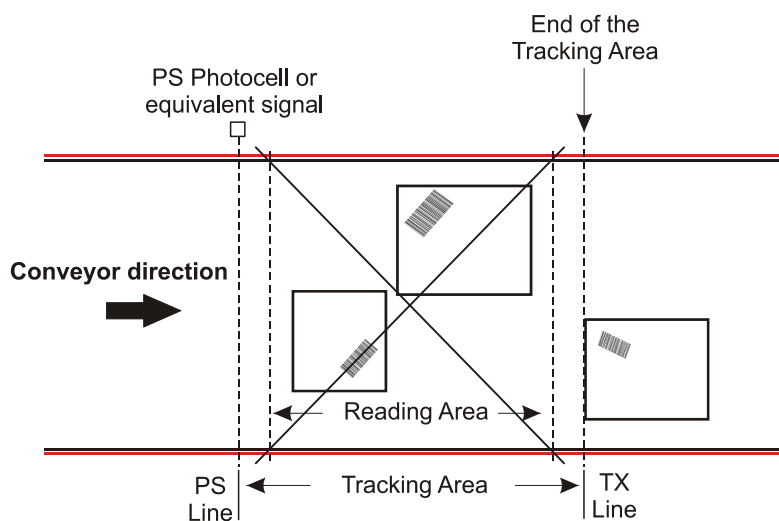 End of the
Tracking Area
PS Photocell or
equivalent signal
Conveyor direction
Reading Area
PS
Line
Tracking Area
TX
Line